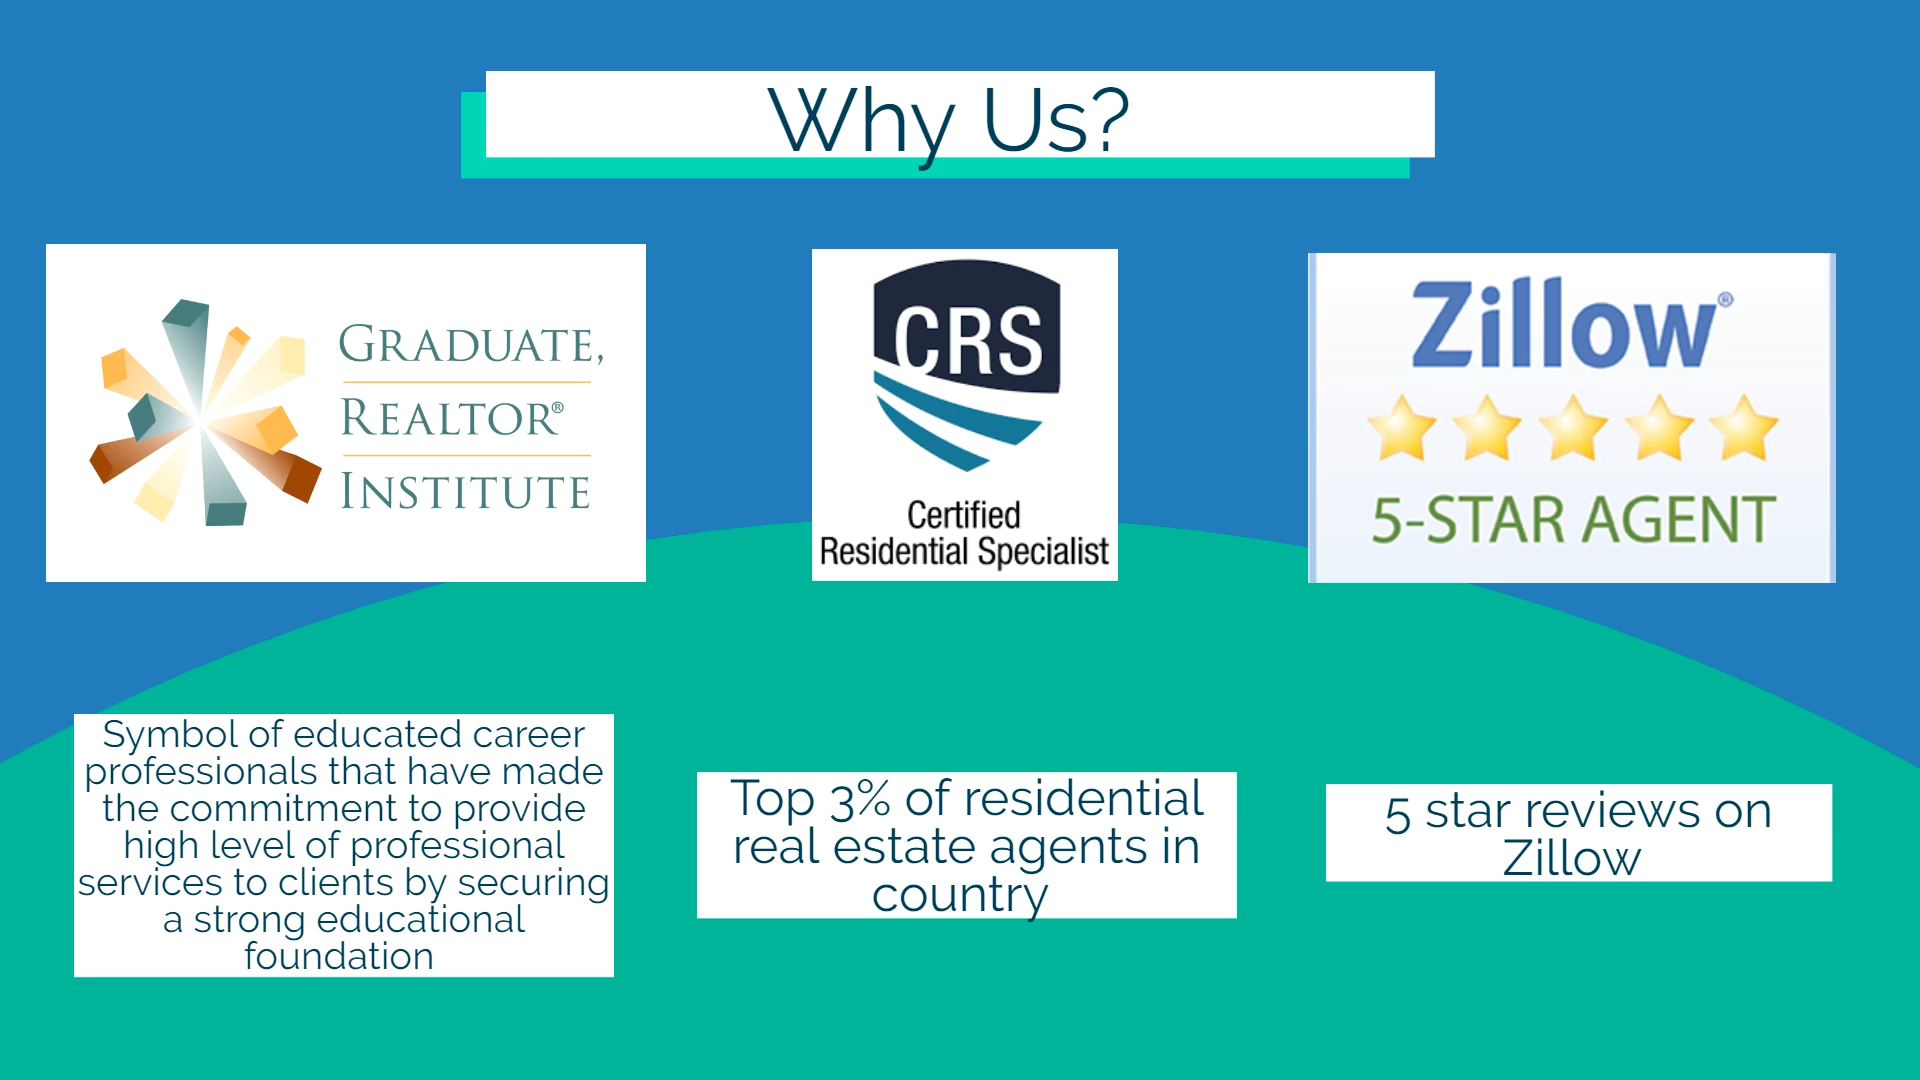 Why Us?
GRADUATE,
REALTOR®
INSTITUTE
CRS
Certified
Residential Specialist
Zillow®
5-STAR AGENT
Symbol of educated career
professionals that have made
the commitment to provide
high level of professional
services to clients by securing
a strong educational
foundation
Top 3% of residential
real estate agents in
country
5 star reviews on
Zillow